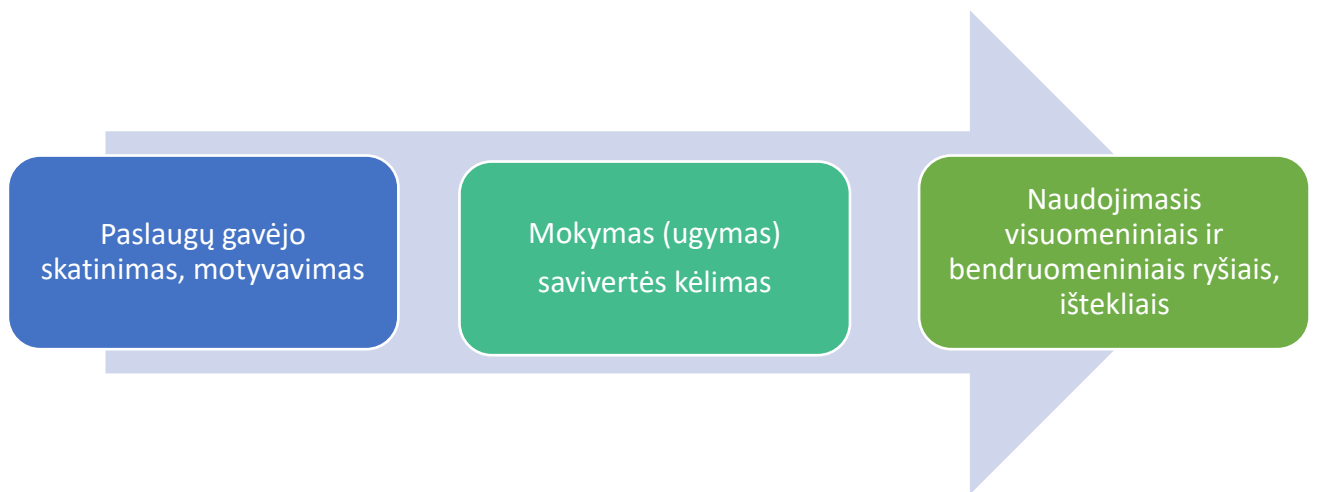 Paslaugų gavėjo
skatinimas, motyvavimas
Mokymas (ugymas)
savivertės kėlimas
Naudojimasis
visuomeniniais ir
bendruomeniniais ryšiais,
ištekliais